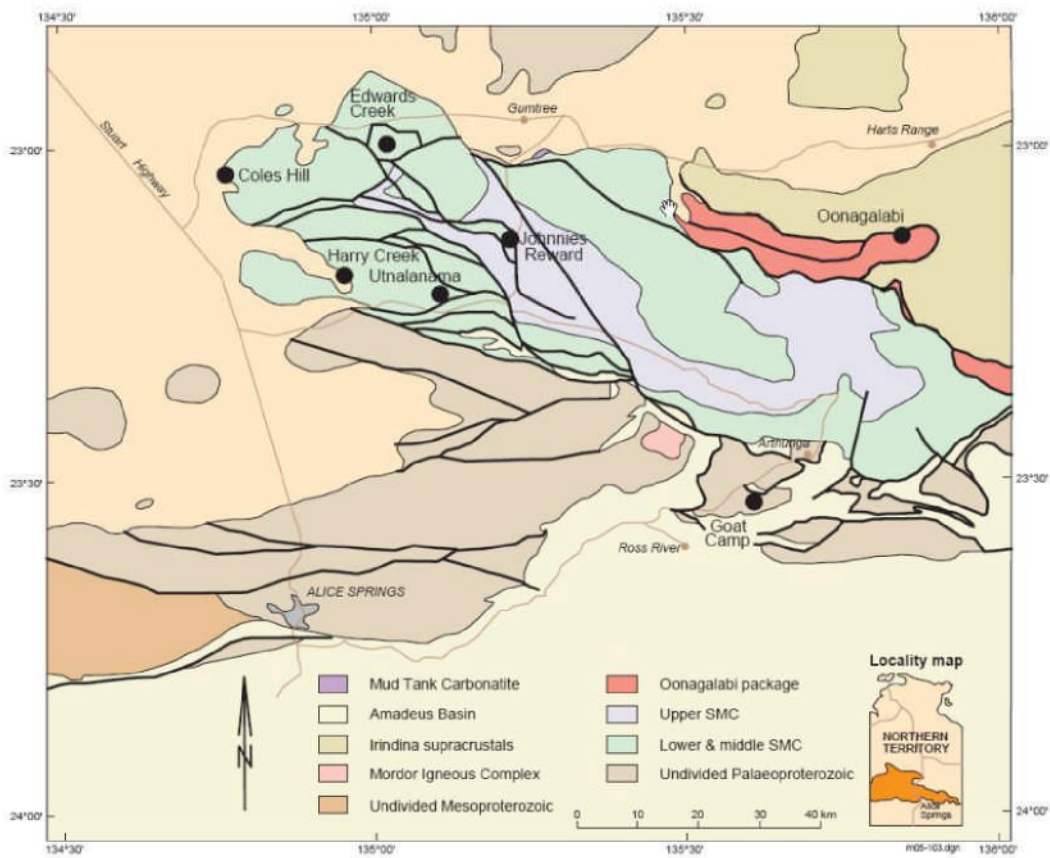 134°30'
135°00'
135°30'
136°00'
Edwards
Creek
Gumtree
Harts Range
Stuart
Highway
23°00'
23°00'
Coles Hill
Oonagalabi
Johnnies
Reward
Harry Creek
Utnalanama
Arthunga
23°30'
23°30'
Goat
Camp
Ross River
ALICE SPRINGS
Locality map
NORTHERN
TERRITORY
Alice
Springs
N
Mud Tank Carbonatite
Amadeus Basin
Irindina supracrustals
Mordor Igneous Complex
Undivided Mesoproterozoic
Oonagalabi package
Upper SMC
Lower & middle SMC
Undivided Palaeoproterozoic
0 10 20 30 40 km
24°00'
24°00'
m05-103.dgn
134°30'
135°00'
135°30'
136°00'